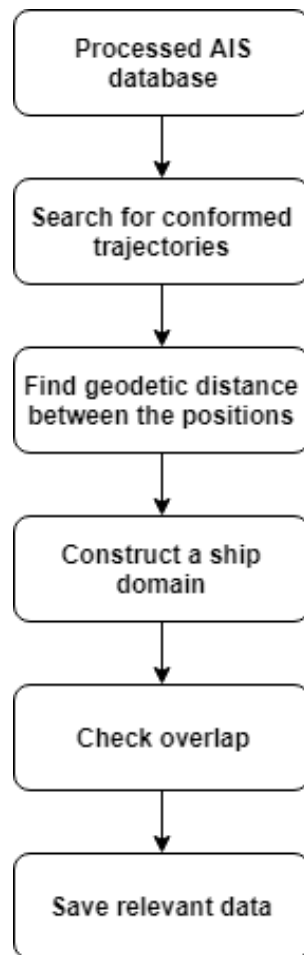 Processed AIS
database
Search for conformed
trajectories
Find geodetic distance
between the positions
Construct a ship
domain
Check overlap
Save relevant data